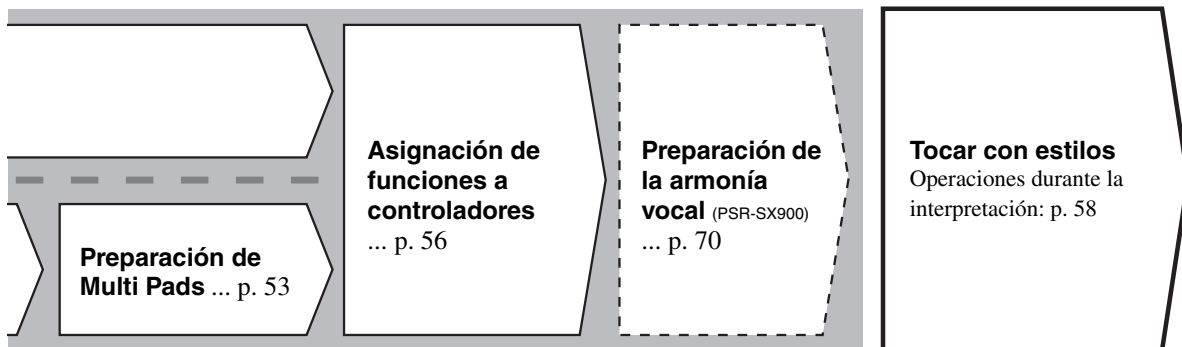 Preparación de
Multi Pads ... p. 53
Asignación de
funciones a
controladores
... p. 56
Preparación de
la armonía
vocal (PSR-SX900)
... p. 70
Tocar con estilos
Operaciones durante la
interpretación: p. 58